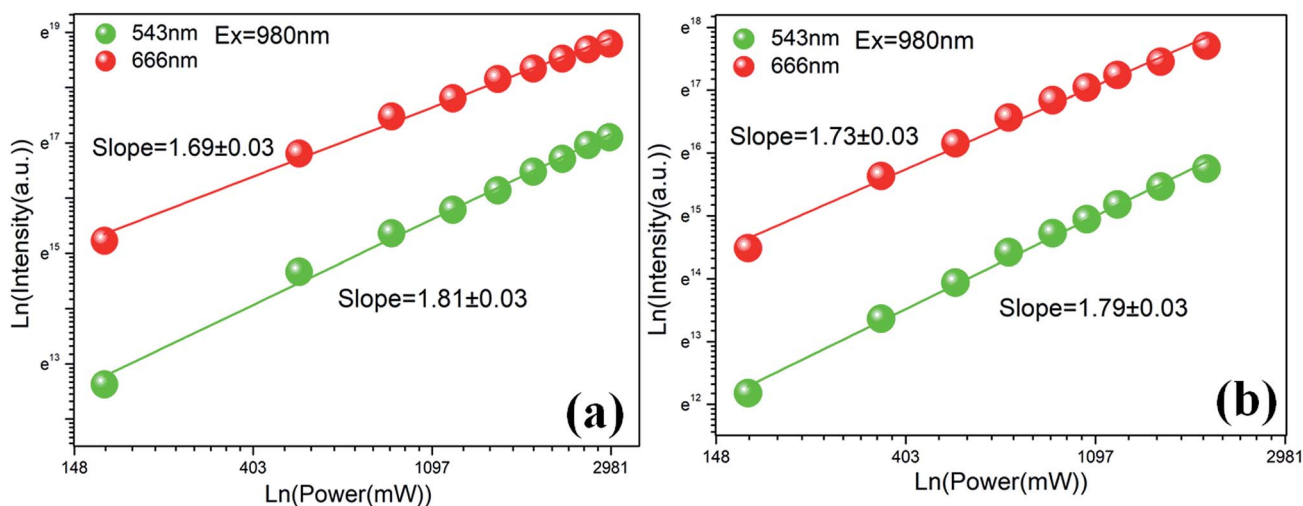 e19
e17
e15
e13
543nm Ex=980nm
666nm
Slope=1.69±0.03
Slope=1.81±0.03
(a)
148 403 1097 2981
Ln(Power(mW))
Ln(Intensity(a.u.))
e18
e17
e16
e15
e14
e13
e12
543nm Ex=980nm
666nm
Slope=1.73±0.03
Slope=1.79±0.03
(b)
148 403 1097 2981
Ln(Power(mW))
Ln(Intensity(a.u.))